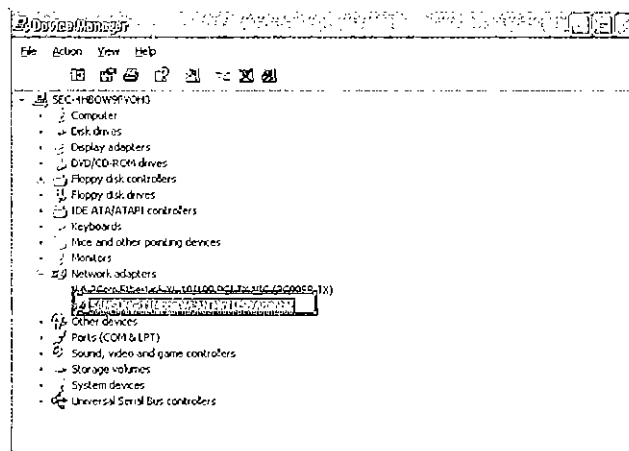 Device Manager
File Action View Help
SEC-4HBOW9PVOH3
Computer
Disk drives
Display adapters
DVD/CD-ROM drives
Floppy disk controllers
Floppy disk drives
IDE ATA/ATAPI controllers
Keyboards
Mice and other pointing devices
Monitors
Network adapters
Other devices
Ports (COM & LPT)
Sound, video and game controllers
Storage volumes
System devices
Universal Serial Bus controllers